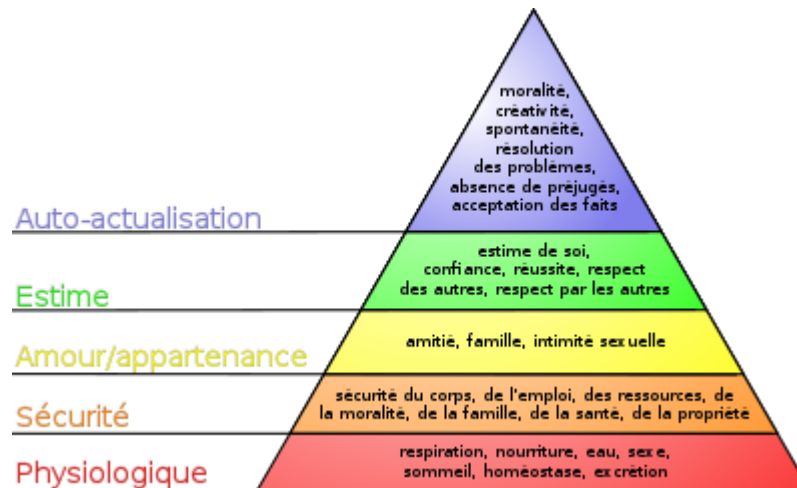 moralité,
créativité,
spontanéité,
résolution
des problèmes,
absence de préjugés,
acceptation des faits
Auto-actualisation
estime de soi,
confiance, réussite, respect
des autres, respect par les autres
Estime
amitié, famille, intimité sexuelle
Amour/appartenance
sécurité du corps, de l'emploi, des ressources, de
la moralité, de la famille, de la santé, de la propriété
Sécurité
respiration, nourriture, eau, sexe,
sommeil, homéostase, excrétion
Physiologique